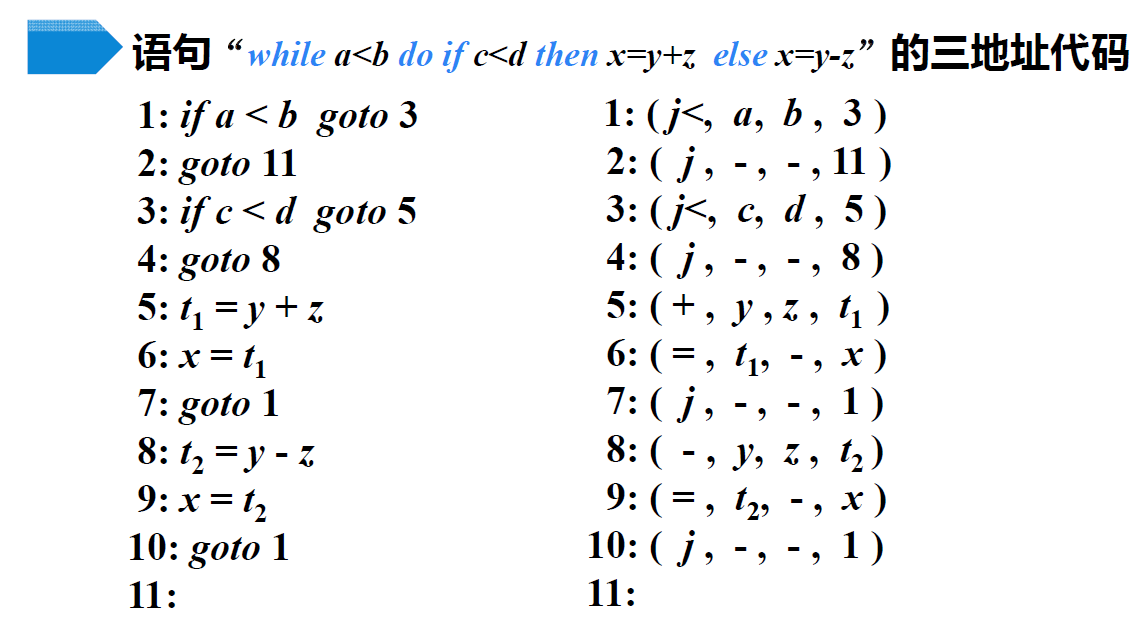 语句“while a<b do if c<d then x=y+z else x=y-z”的三地址代码
1: if a < b goto 3
2: goto 11
3: if c < d goto 5
4: goto 8
5: t₁ = y + z
6: x = t₁
7: goto 1
8: t₂ = y - z
9: x = t₂
10: goto 1
11:
1: ( j<, a, b , 3 )
2: ( j , - , - , 11 )
3: ( j<, c, d , 5 )
4: ( j , - , - , 8 )
5: ( + , y , z , t₁ )
6: ( = , t₁, - , x )
7: ( j , - , - , 1 )
8: ( - , y, z , t₂ )
9: ( = , t₂, - , x )
10: ( j , - , - , 1 )
11: